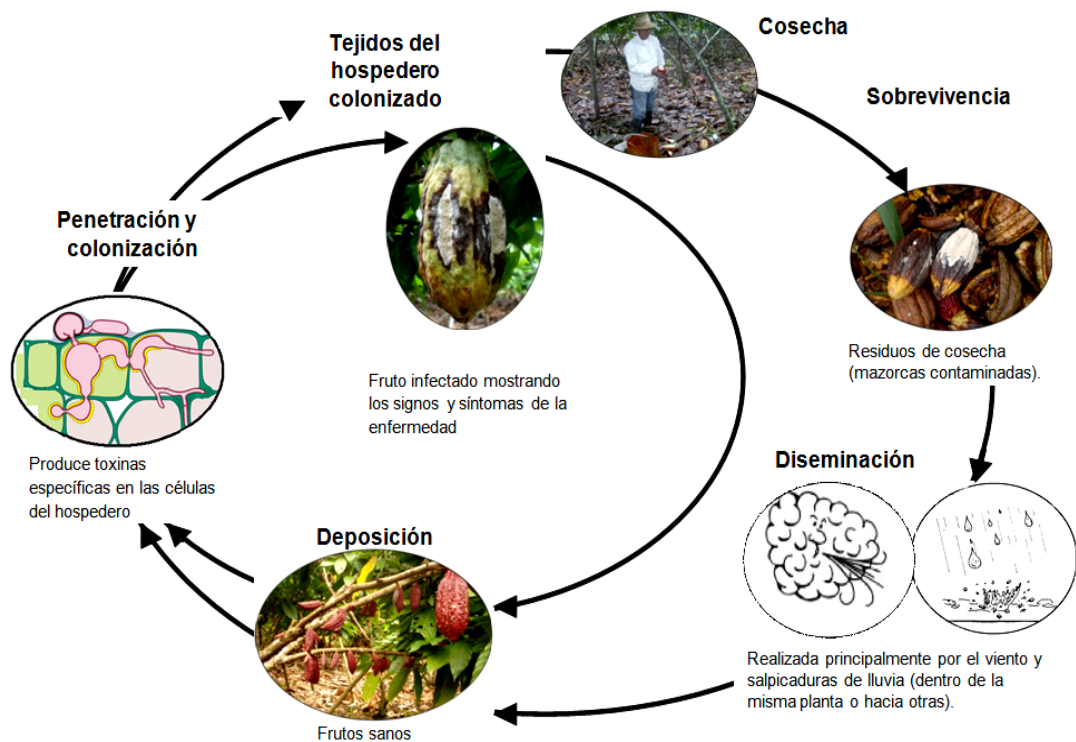 Tejidos del
hospedero
colonizado
Cosecha
Sobrevivencia
Penetración y
colonización
Residuos de cosecha
(mazorcas contaminadas).
Fruto infectado mostrando
los signos y síntomas de la
enfermedad
Produce toxinas
específicas en las células
del hospedero
Diseminación
Deposición
Realizada principalmente por el viento y
salpicaduras de lluvia (dentro de la
misma planta o hacia otras).
Frutos sanos